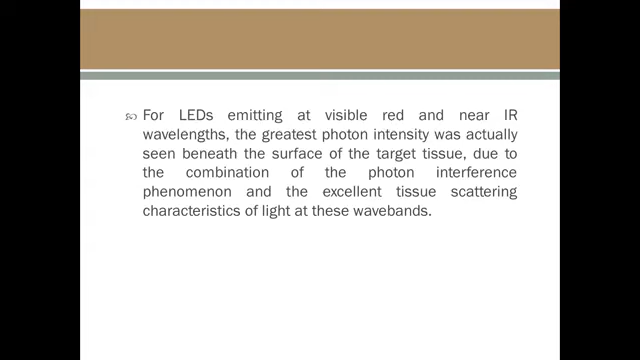 For LEDs emitting at visible red and near IR
wavelengths, the greatest photon intensity was actually
seen beneath the surface of the target tissue, due to
the combination of the photon interference
phenomenon and the excellent tissue scattering
characteristics of light at these wavebands.